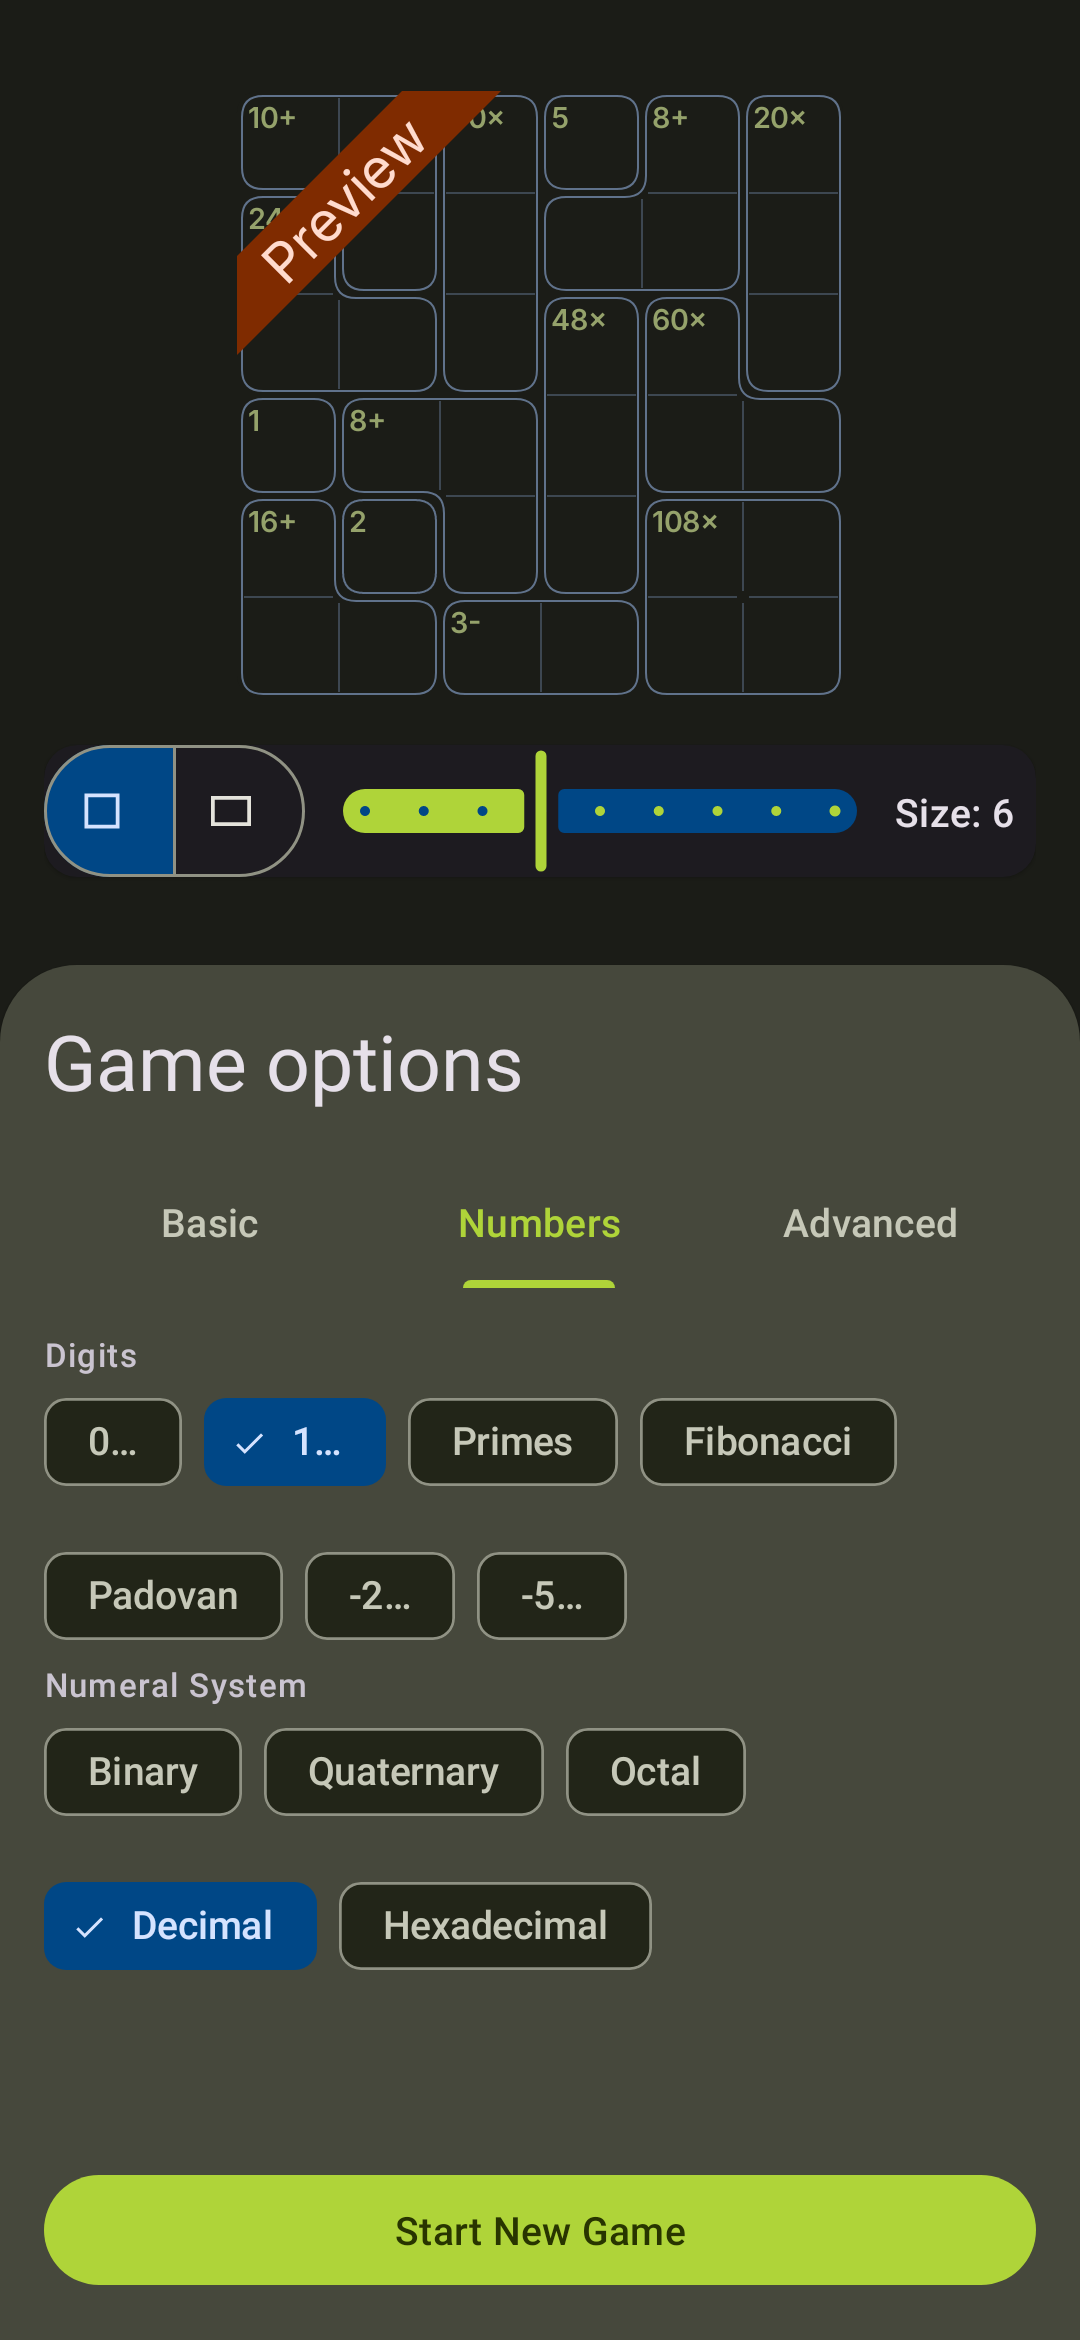 10+ 0× 5 8+ 20×
Preview
24
48× 60×
1 8+
16+ 2 108×
3-
Size: 6
Game options
Basic Numbers Advanced
Digits
0... 1... Primes Fibonacci
Padovan -2... -5...
Numeral System
Binary Quaternary Octal
Decimal Hexadecimal
Start New Game